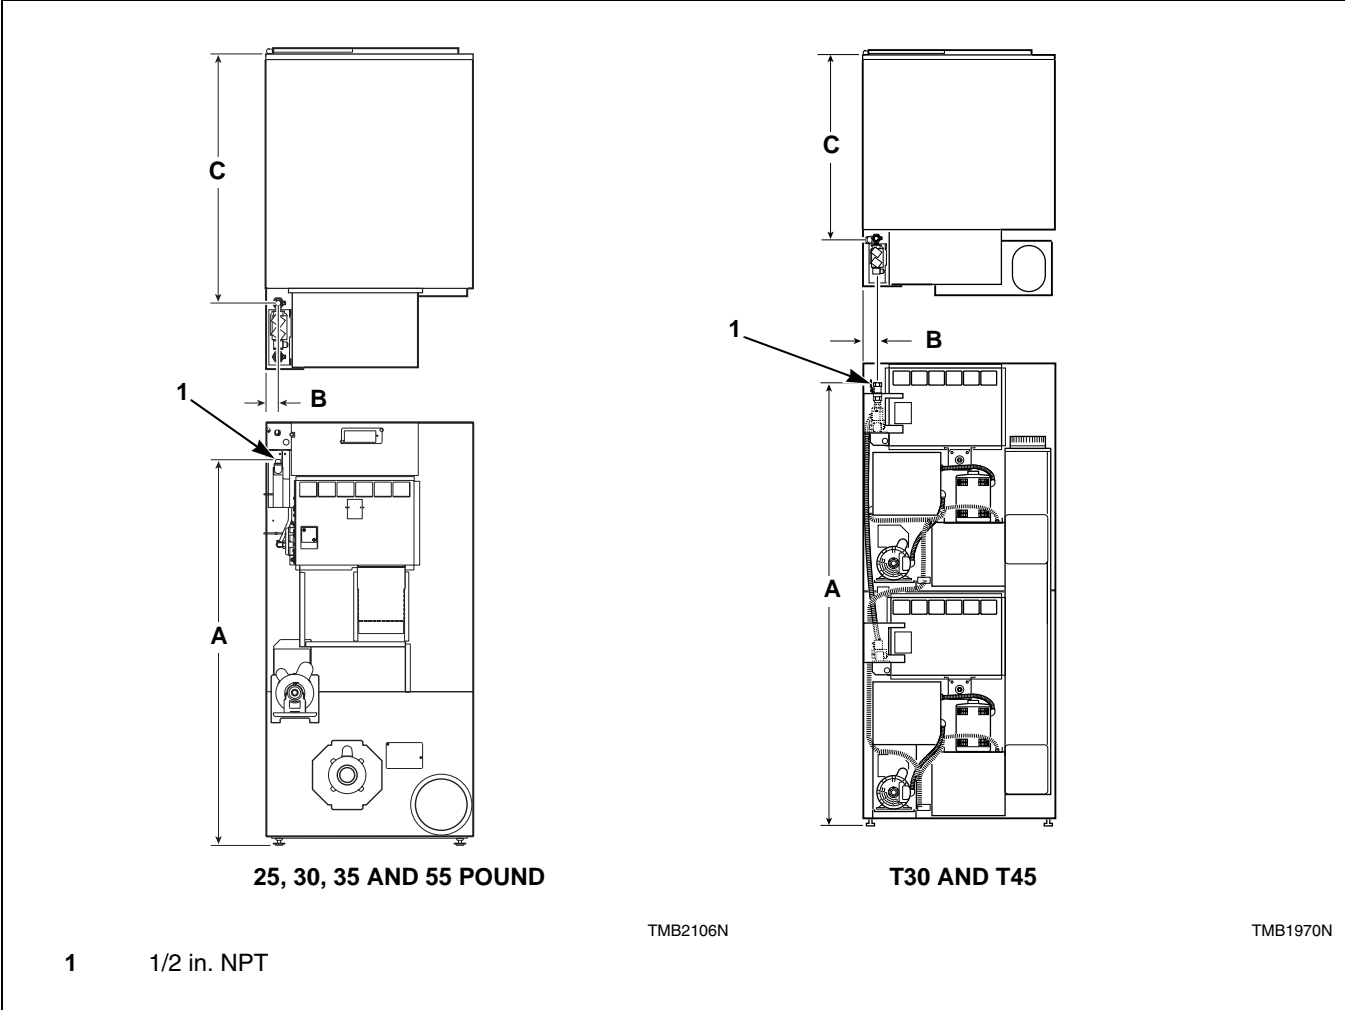 C
B
1
A
25, 30, 35 AND 55 POUND
TMB2106N
C
B
1
A
T30 AND T45
TMB1970N
1 1/2 in. NPT